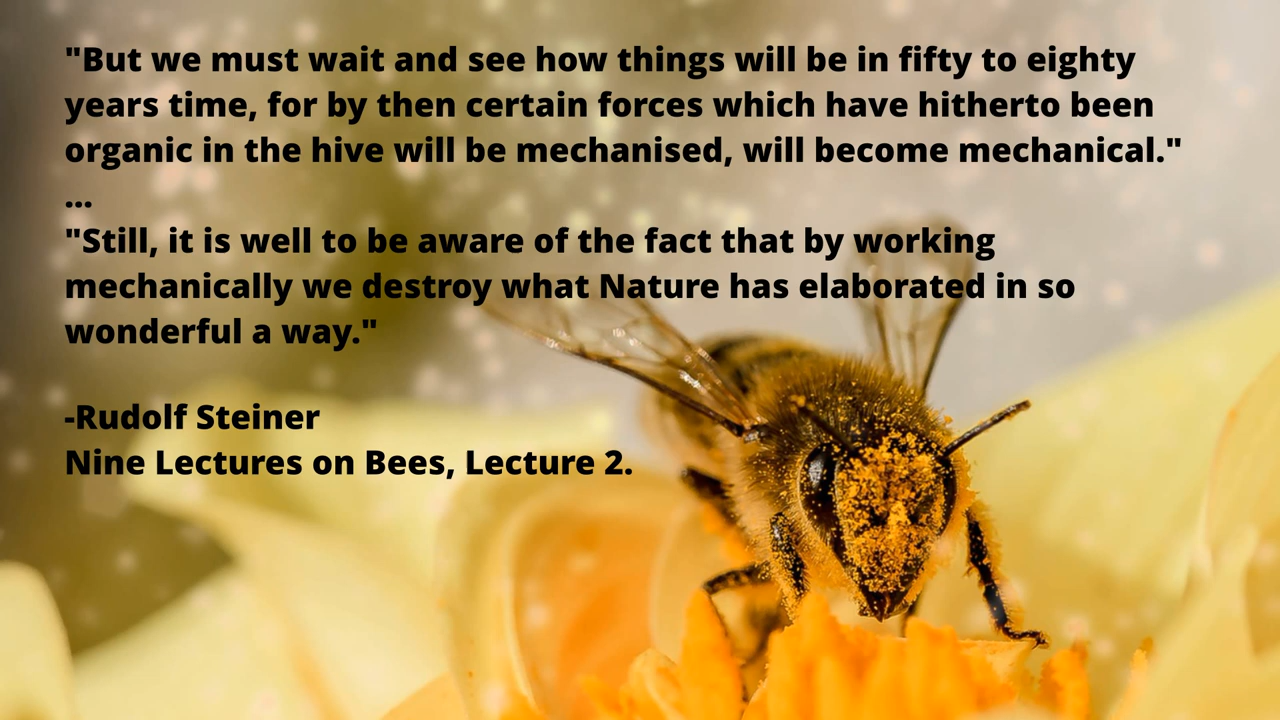 "But we must wait and see how things will be in fifty to eighty
years time, for by then certain forces which have hitherto been
organic in the hive will be mechanised, will become mechanical."
...
"Still, it is well to be aware of the fact that by working
mechanically we destroy what Nature has elaborated in so
wonderful a way."
-Rudolf Steiner
Nine Lectures on Bees, Lecture 2.